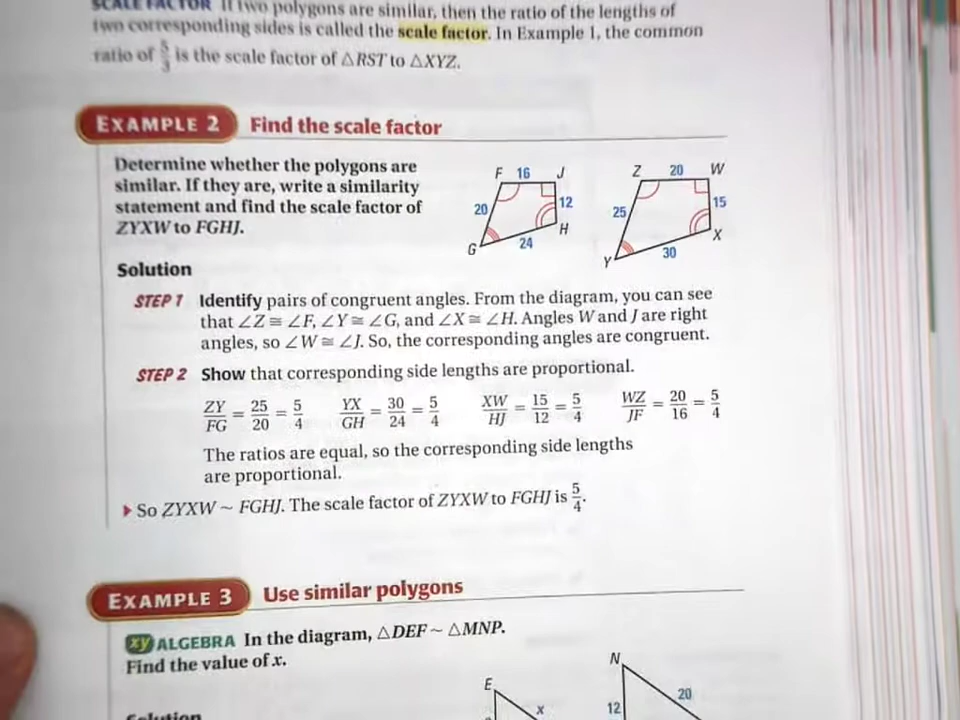 SCALE FACTOR If two polygons are similar, then the ratio of the lengths of
two corresponding sides is called the scale factor. In Example 1, the common
ratio of 5/3 is the scale factor of △RST to △XYZ.
EXAMPLE 2 Find the scale factor
Determine whether the polygons are
similar. If they are, write a similarity
statement and find the scale factor of
ZYXW to FGHJ.
F 16 J
20 12
H
G 24
Z 20 W
25 15
X
Y 30
Solution
STEP 1 Identify pairs of congruent angles. From the diagram, you can see
that ∠Z ≅ ∠F, ∠Y ≅ ∠G, and ∠X ≅ ∠H. Angles W and J are right
angles, so ∠W ≅ ∠J. So, the corresponding angles are congruent.
STEP 2 Show that corresponding side lengths are proportional.
ZY/FG = 25/20 = 5/4 YX/GH = 30/24 = 5/4 XW/HJ = 15/12 = 5/4 WZ/JF = 20/16 = 5/4
The ratios are equal, so the corresponding side lengths
are proportional.
▶ So ZYXW ~ FGHJ. The scale factor of ZYXW to FGHJ is 5/4.
EXAMPLE 3 Use similar polygons
xy ALGEBRA In the diagram, △DEF ~ △MNP.
Find the value of x.
N
E
20
x 12
Solution